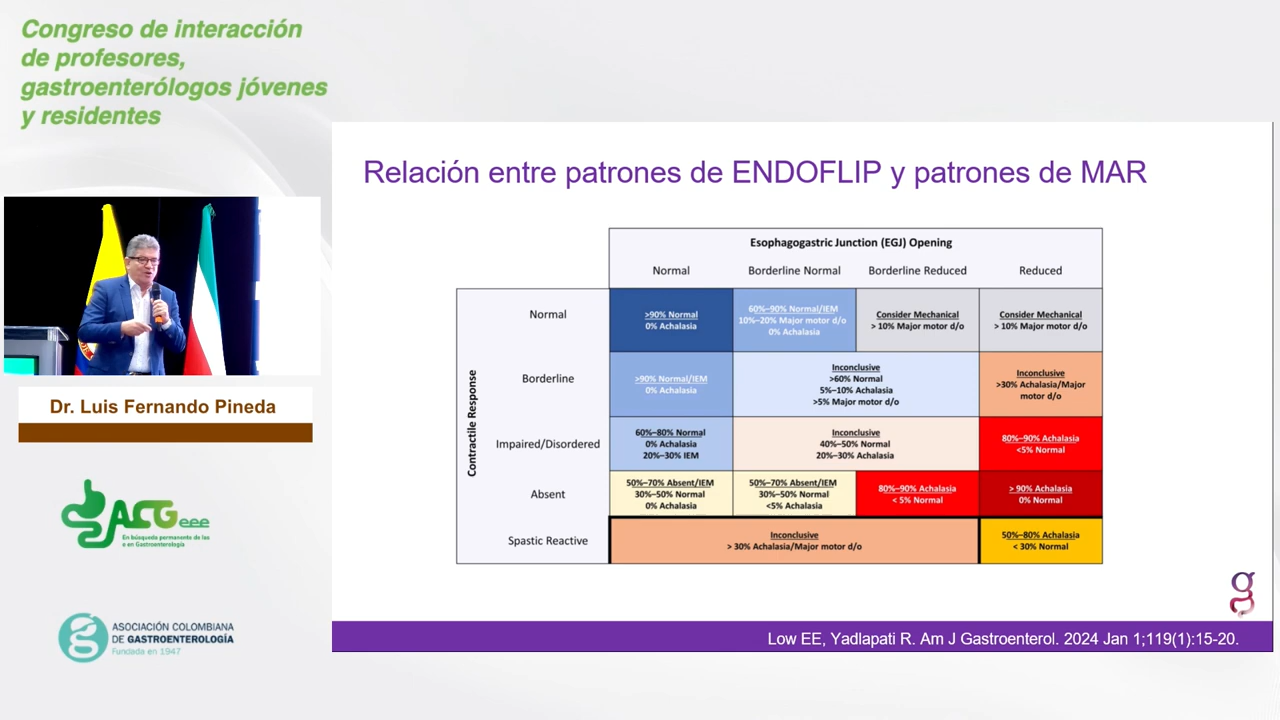 Congreso de interacción
de profesores,
gastroenterólogos jóvenes
y residentes
Dr. Luis Fernando Pineda
ACGeee
En búsqueda permanente de las
e en Gastroenterología
ASOCIACIÓN COLOMBIANA
DE GASTROENTEROLOGÍA
Fundada en 1947
Relación entre patrones de ENDOFLIP y patrones de MAR
Esophagogastric Junction (EGJ) Opening
Normal Borderline Normal Borderline Reduced Reduced
Contractile Response
Normal
>90% Normal
0% Achalasia
60%–90% Normal/IEM
10%–20% Major motor d/o
0% Achalasia
Consider Mechanical
> 10% Major motor d/o
Consider Mechanical
> 10% Major motor d/o
Borderline
>90% Normal/IEM
0% Achalasia
Inconclusive
>60% Normal
5%–10% Achalasia
>5% Major motor d/o
Inconclusive
>30% Achalasia/Major
motor d/o
Impaired/Disordered
60%–80% Normal
0% Achalasia
20%–30% IEM
Inconclusive
40%–50% Normal
20%–30% Achalasia
80%–90% Achalasia
<5% Normal
Absent
50%–70% Absent/IEM
30%–50% Normal
0% Achalasia
50%–70% Absent/IEM
30%–50% Normal
<5% Achalasia
80%–90% Achalasia
< 5% Normal
> 90% Achalasia
0% Normal
Spastic Reactive
Inconclusive
> 30% Achalasia/Major motor d/o
50%–80% Achalasia
< 30% Normal
Low EE, Yadlapati R. Am J Gastroenterol. 2024 Jan 1;119(1):15-20.